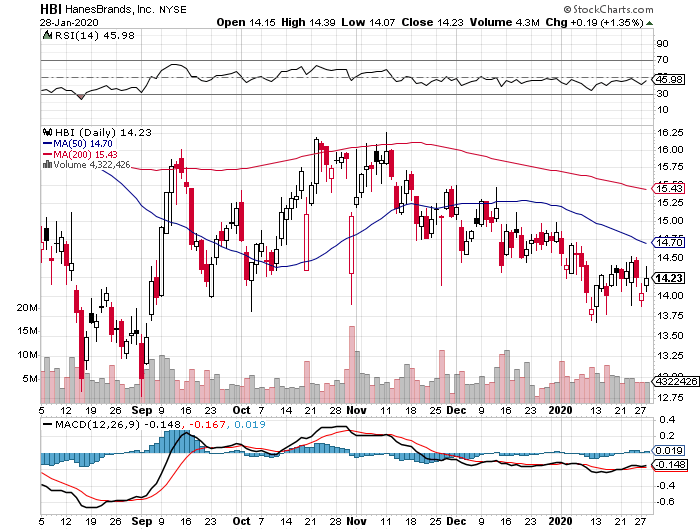 HBI HanesBrands, Inc. NYSE
© StockCharts.com
28-Jan-2020
Open 14.15 High 14.39 Low 14.07 Close 14.23 Volume 4.3M Chg +0.19 (+1.35%)
RSI(14) 45.98
90
70
50
45.98
30
10
HBI (Daily) 14.23
MA(50) 14.70
MA(200) 15.43
Volume 4,322,426
16.25
16.00
15.75
15.43
15.25
15.00
14.70
14.50
14.23
14.00
13.75
13.50
13.25
12.75
20M
15M
10M
5M
4322426
5 12 19 26 Sep 9 16 23 Oct 7 14 21 28 Nov 11 18 25 Dec 9 16 23 2020 13 21 27
MACD(12,26,9) -0.148, -0.167, 0.019
0.4
0.2
0.019
-0.148
-0.4
-0.6
5 12 19 26 Sep 9 16 23 Oct 7 14 21 28 Nov 11 18 25 Dec 9 16 23 2020 13 21 27